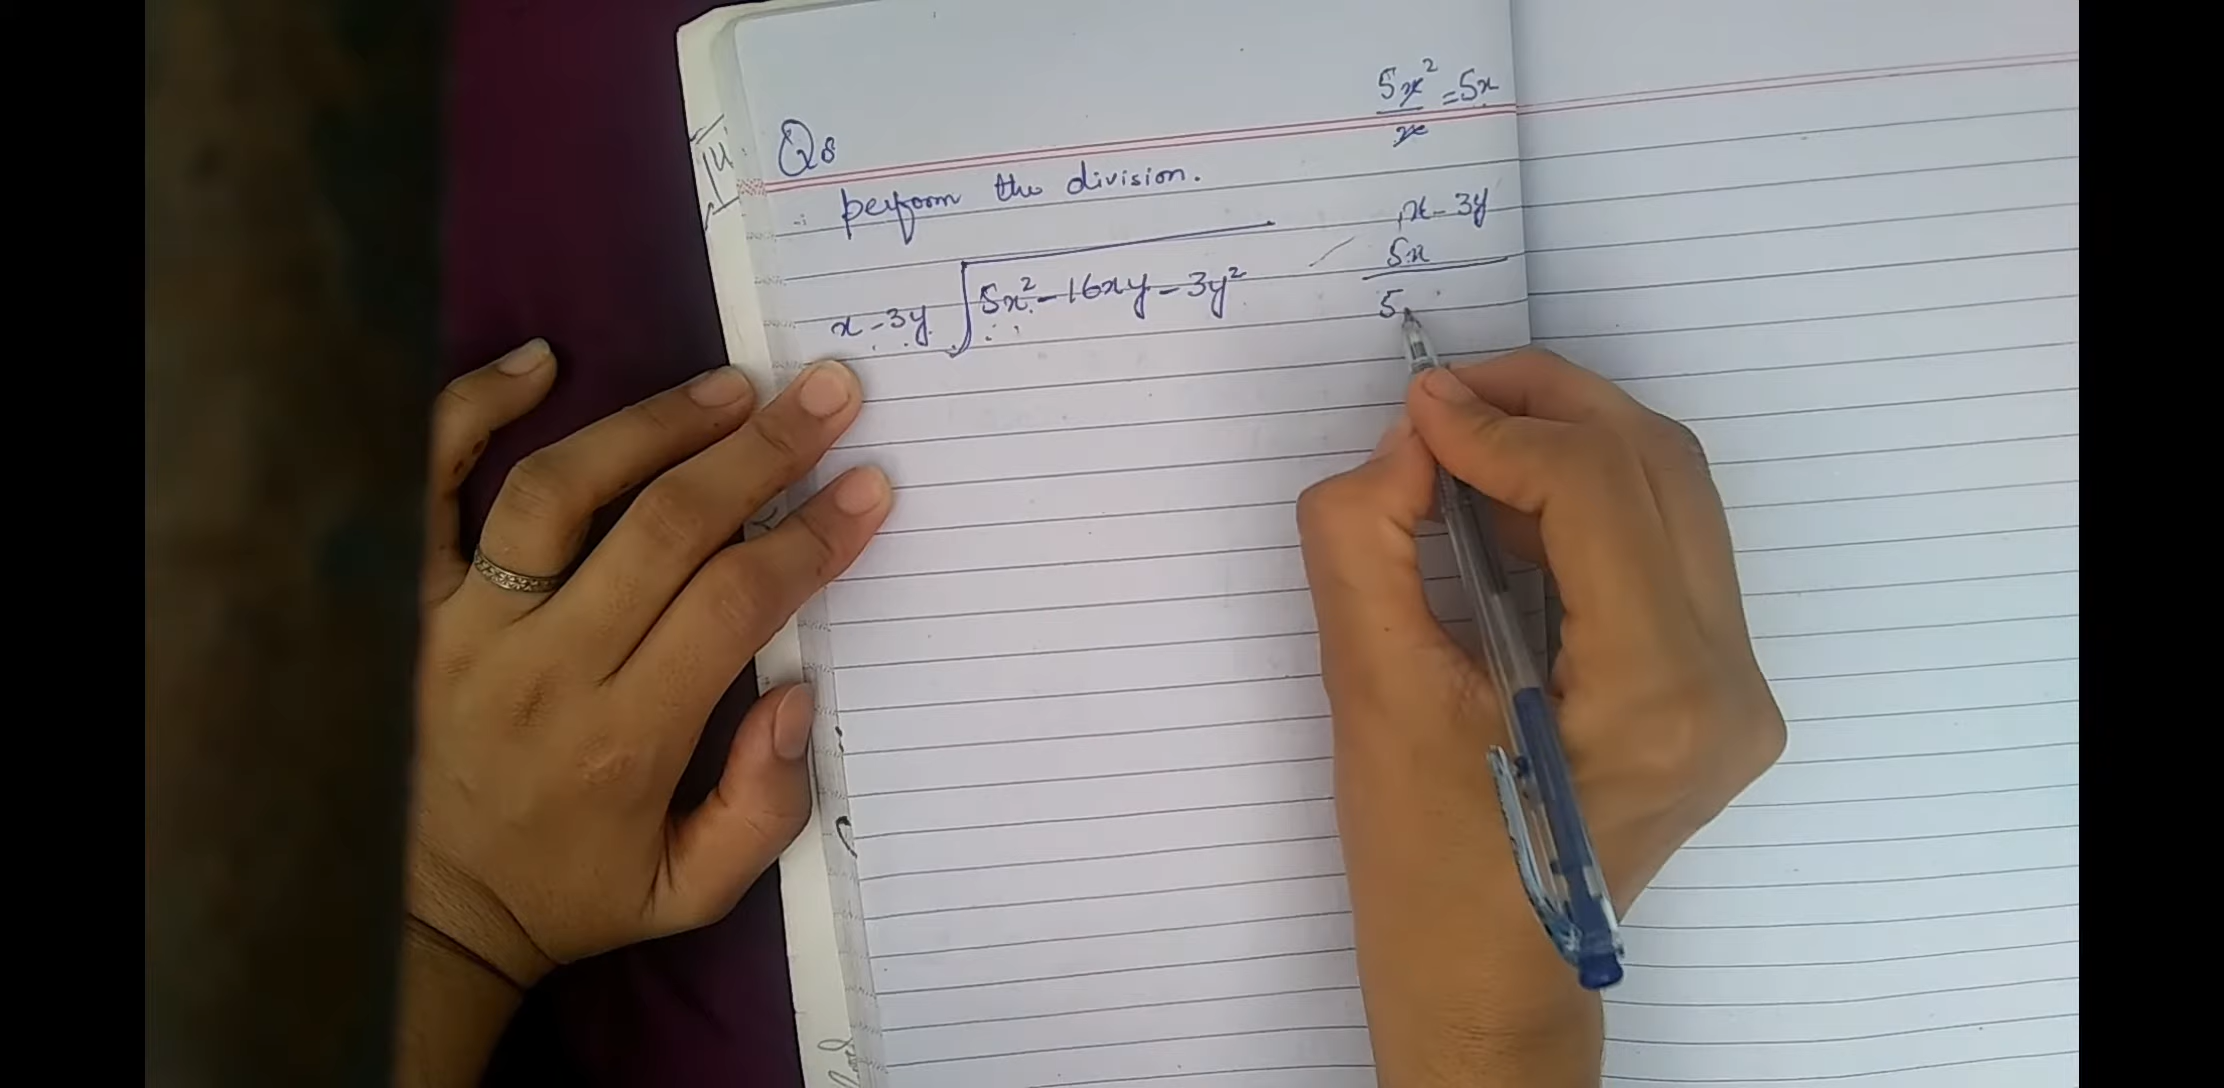 Q8
perform the division.
x - 3y √5x² - 16xy - 3y²
5x²/x = 5x
x - 3y
5x
5